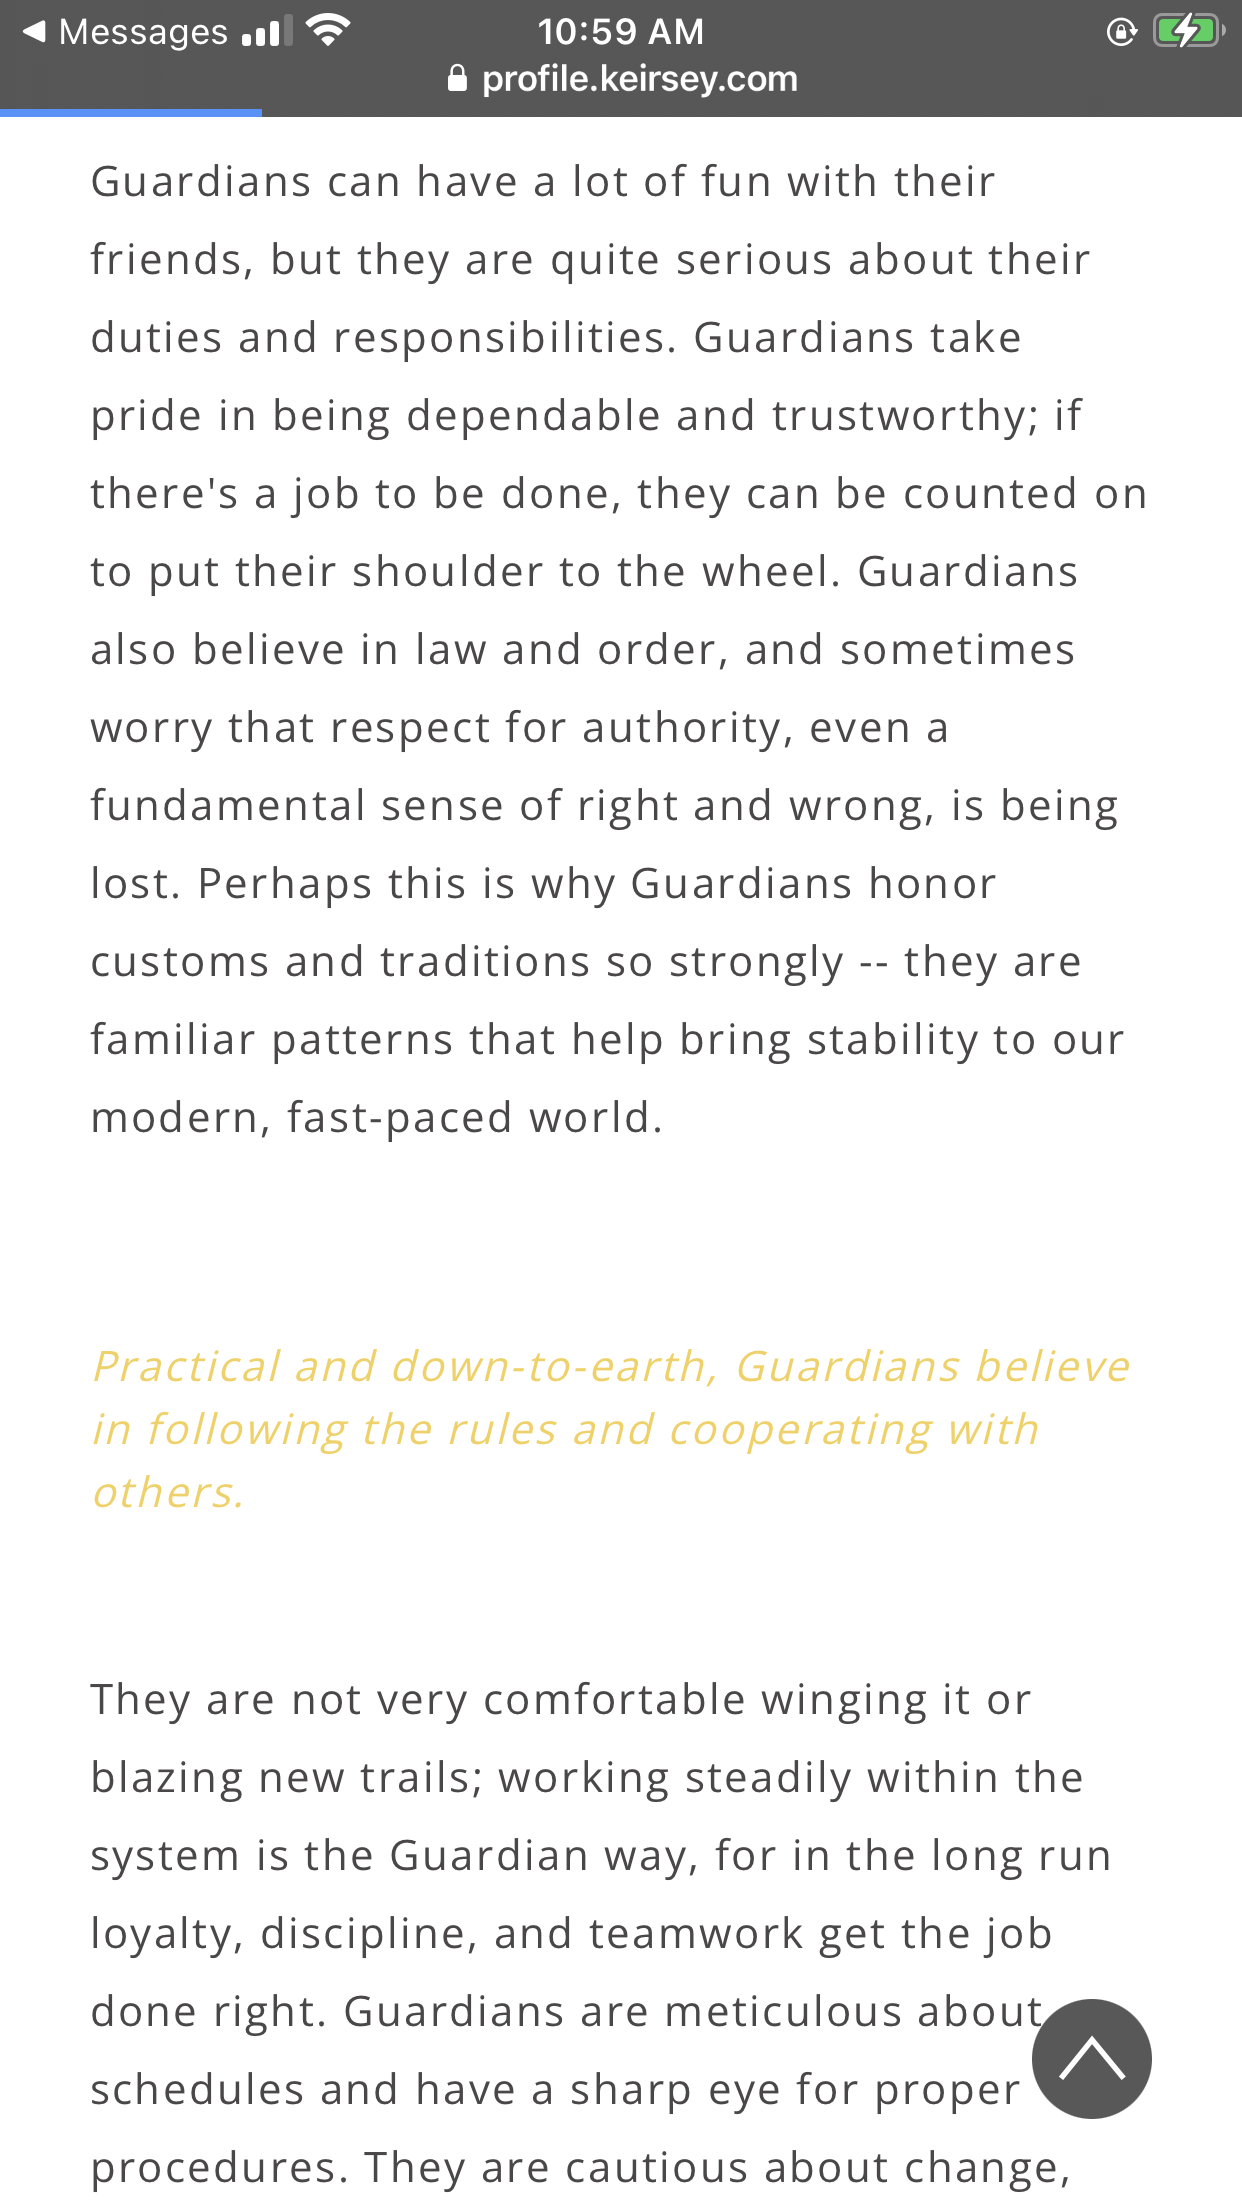 Messages
10:59 AM
profile.keirsey.com
Guardians can have a lot of fun with their
friends, but they are quite serious about their
duties and responsibilities. Guardians take
pride in being dependable and trustworthy; if
there's a job to be done, they can be counted on
to put their shoulder to the wheel. Guardians
also believe in law and order, and sometimes
worry that respect for authority, even a
fundamental sense of right and wrong, is being
lost. Perhaps this is why Guardians honor
customs and traditions so strongly -- they are
familiar patterns that help bring stability to our
modern, fast-paced world.
Practical and down-to-earth, Guardians believe
in following the rules and cooperating with
others.
They are not very comfortable winging it or
blazing new trails; working steadily within the
system is the Guardian way, for in the long run
loyalty, discipline, and teamwork get the job
done right. Guardians are meticulous about
schedules and have a sharp eye for proper
procedures. They are cautious about change,